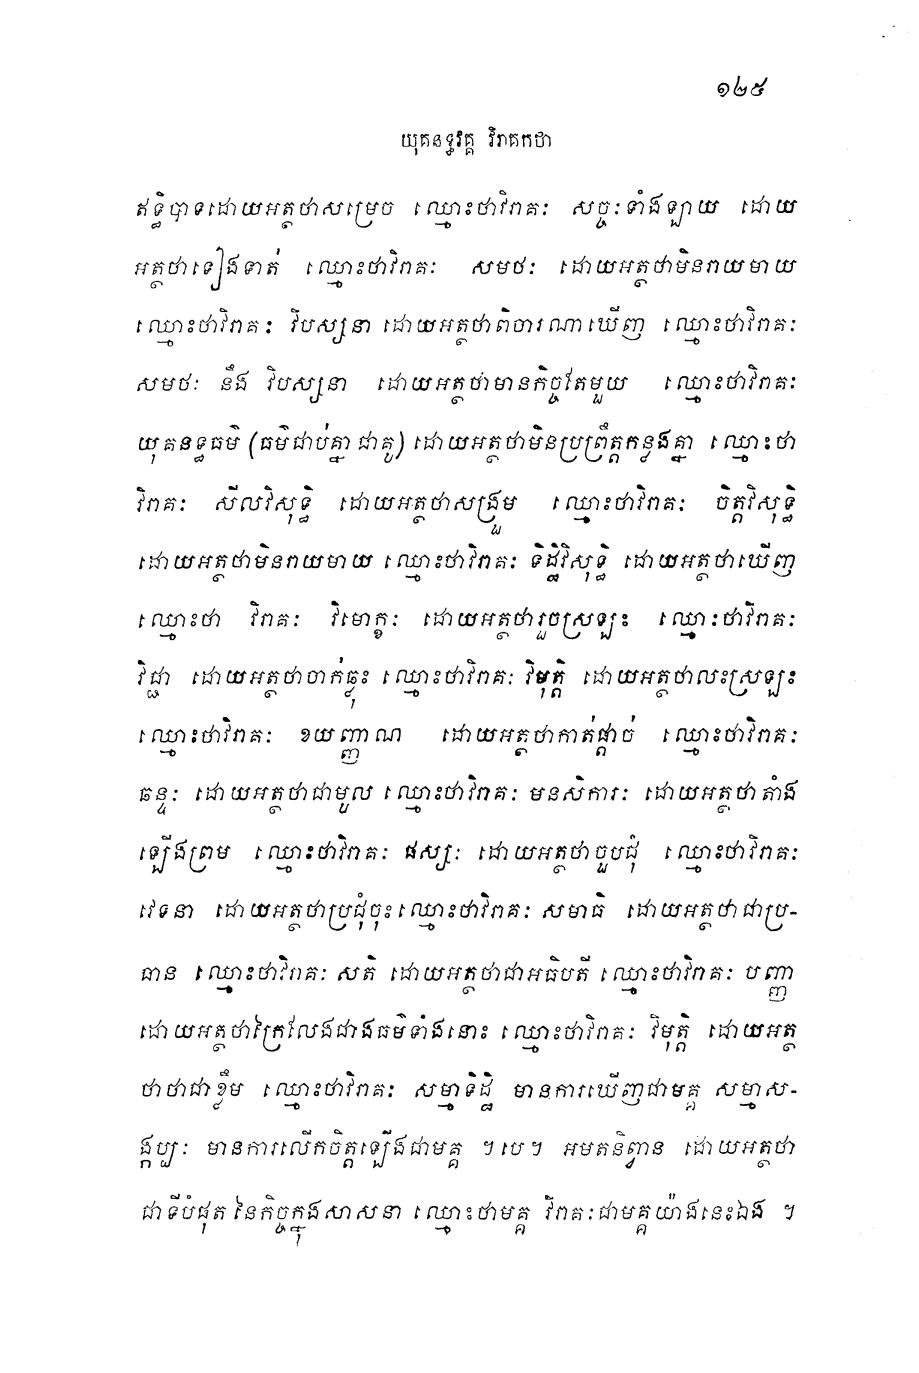 ១២៥
យុគនទ្ធវគ្គ វិរាគកថា
ឥទ្ធិបាទដោយអត្ថថាសម្រេច ឈ្មោះថាវិរាគៈ សច្ចៈទាំងឡាយ ដោយ
អត្ថថាទៀងទាត់ ឈ្មោះថាវិរាគៈ សមថៈ ដោយអត្ថថាមិនរាយមាយ
ឈ្មោះថាវិរាគៈ វិបស្សនា ដោយអត្ថថាពិចារណាឃើញ ឈ្មោះថាវិរាគៈ
សមថៈ នឹង វិបស្សនា ដោយអត្ថថាមានកិច្ចតែមួយ ឈ្មោះថាវិរាគៈ
យុគនទ្ធធម៌ (ធម៌ជាប់គ្នាជាគូ) ដោយអត្ថថាមិនប្រព្រឹត្តកន្លងគ្នា ឈ្មោះថា
វិរាគៈ សីលវិសុទ្ធិ ដោយអត្ថថាសង្រួម ឈ្មោះថាវិរាគៈ ចិត្តវិសុទ្ធិ
ដោយអត្ថថាមិនរាយមាយ ឈ្មោះថាវិរាគៈ ទិដ្ឋិវិសុទ្ធិ ដោយអត្ថថាឃើញ
ឈ្មោះថា វិរាគៈ វិមោក្ខៈ ដោយអត្ថថារួចស្រឡះ ឈ្មោះថាវិរាគៈ
វិជ្ជា ដោយអត្ថថាចាក់ធ្លុះ ឈ្មោះថាវិរាគៈ វិមុត្តិ ដោយអត្ថថាលះស្រឡះ
ឈ្មោះថាវិរាគៈ ខយញ្ញាណ ដោយអត្ថថាកាត់ផ្តាច់ ឈ្មោះថាវិរាគៈ
ឆន្ទៈ ដោយអត្ថថាជាមូល ឈ្មោះថាវិរាគៈ មនសិការៈ ដោយអត្ថថាតាំង
ឡើងព្រម ឈ្មោះថាវិរាគៈ ផស្សៈ ដោយអត្ថថាចួបជុំ ឈ្មោះថាវិរាគៈ
វេទនា ដោយអត្ថថាប្រជុំចុះ ឈ្មោះថាវិរាគៈ សមាធិ ដោយអត្ថថាជាប្រ-
ធាន ឈ្មោះថាវិរាគៈ សតិ ដោយអត្ថថាជាអធិបតី ឈ្មោះថាវិរាគៈ បញ្ញា
ដោយអត្ថថាក្រៃលែងជាងធម៌ទាំងនោះ ឈ្មោះថាវិរាគៈ វិមុត្តិ ដោយអត្ថ
ថាថាជាខ្លឹម ឈ្មោះថាវិរាគៈ សម្មាទិដ្ឋិ មានការឃើញជាមគ្គ សម្មាស-
ង្កប្បៈ មានការលើកចិត្តឡើងជាមគ្គ ។បេ។ អមតនិព្វាន ដោយអត្ថថា
ជាទីបំផុត នៃកិច្ចក្នុងសាសនា ឈ្មោះថាមគ្គ វិរាគៈជាមគ្គយ៉ាងនេះឯង ។